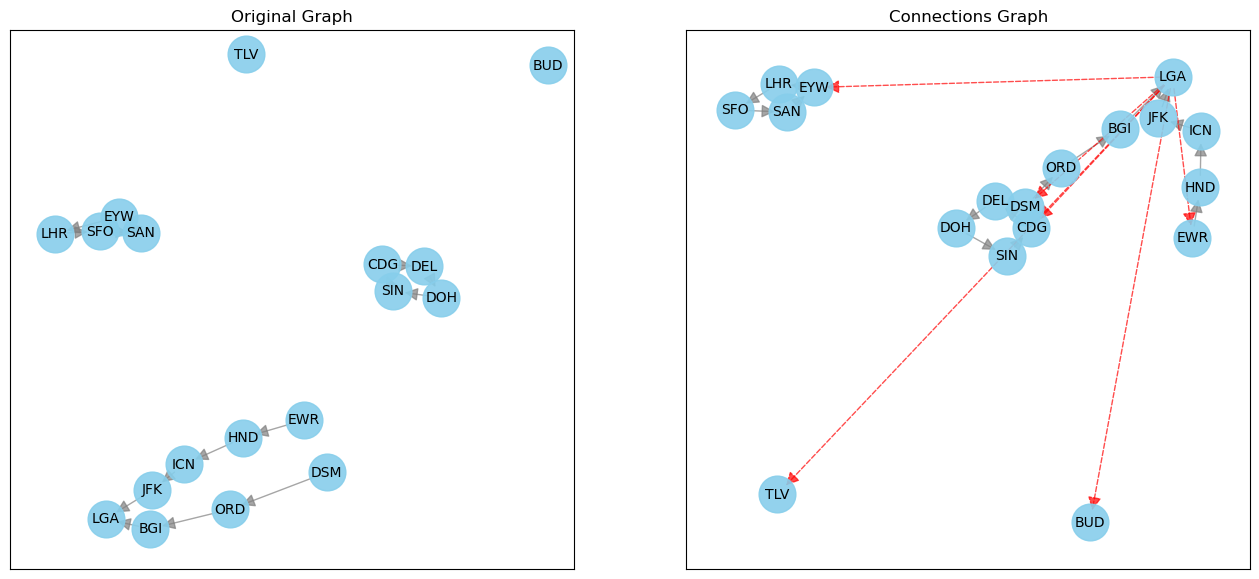 Original Graph
TLV
BUD
EYW
LHR
SFO
SAN
CDG
DEL
SIN
DOH
EWR
HND
ICN
DSM
JFK
ORD
LGA
BGI
Connections Graph
LGA
LHR
EYW
SFO
SAN
JFK
BGI
ICN
ORD
HND
DEL
DSM
DOH
CDG
EWR
SIN
TLV
BUD